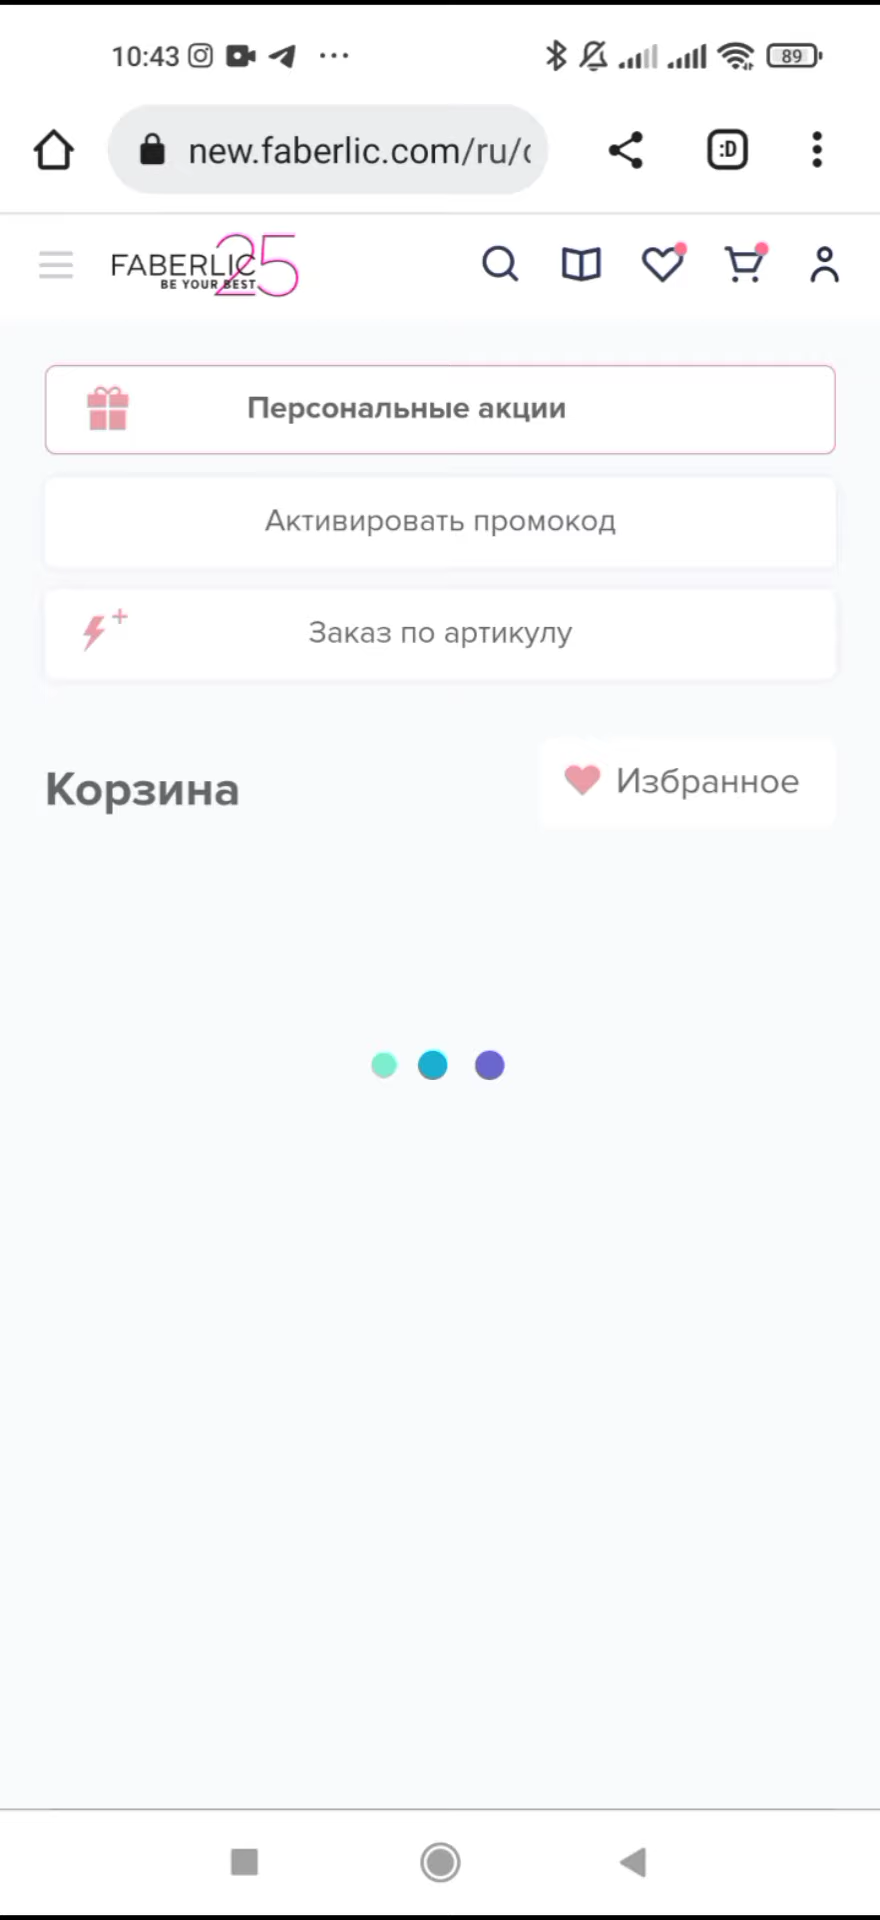 10:43
89
new.faberlic.com/ru/c
:D
FABERLIC 25
BE YOUR BEST
Персональные акции
Активировать промокод
Заказ по артикулу
Корзина
Избранное